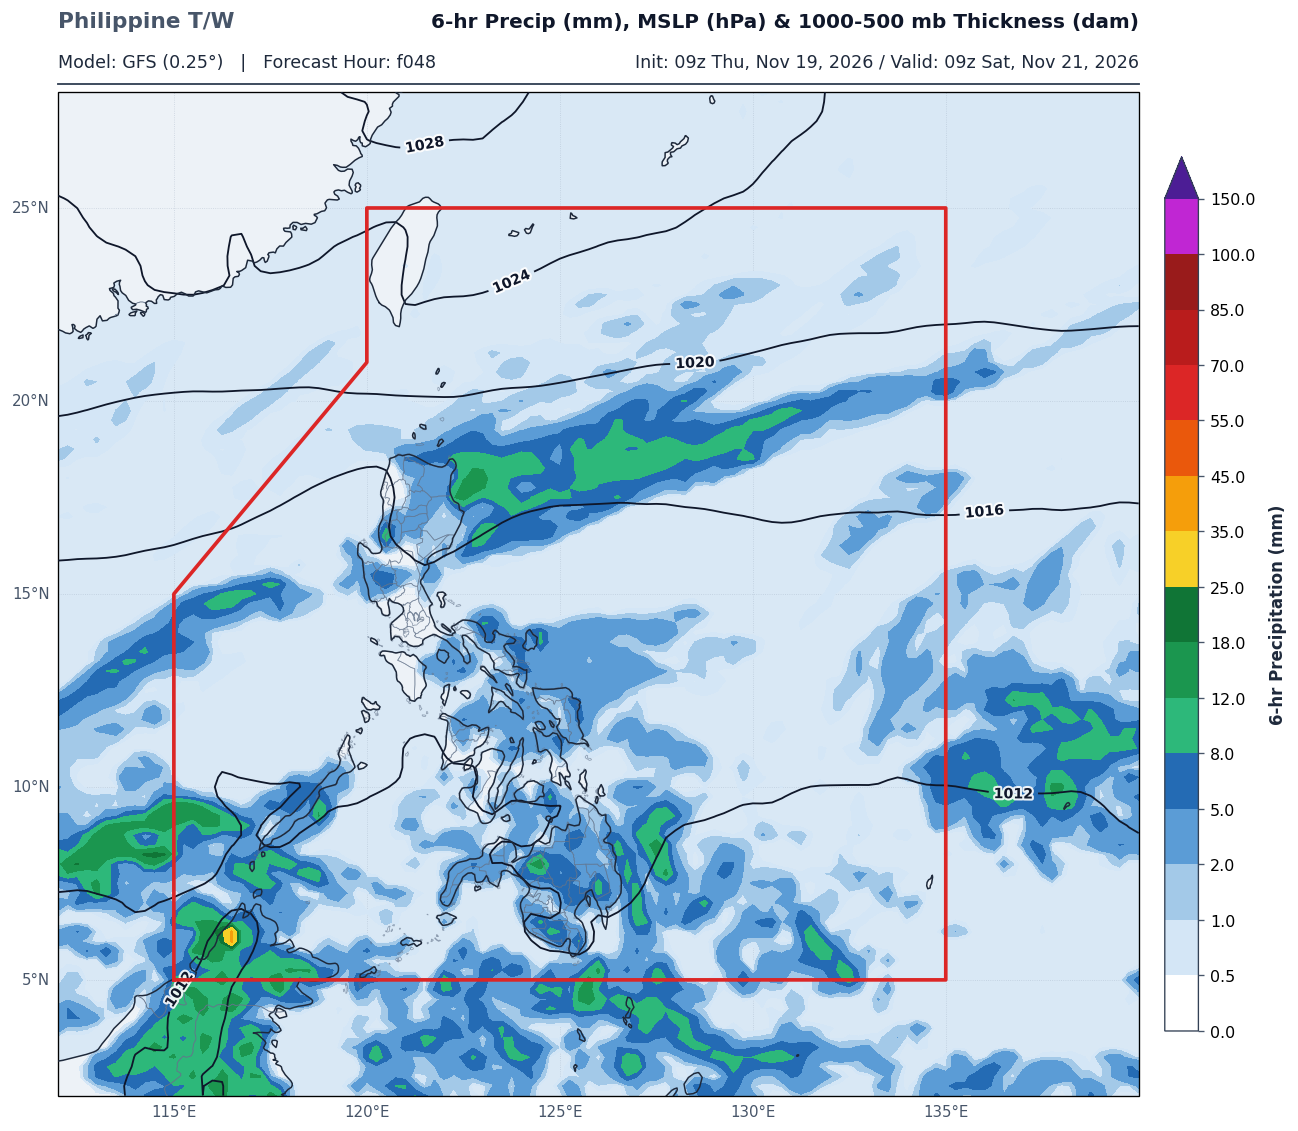 Philippine T/W
6-hr Precip (mm), MSLP (hPa) & 1000-500 mb Thickness (dam)
Model: GFS (0.25°) | Forecast Hour: f048
Init: 09z Thu, Nov 19, 2026 / Valid: 09z Sat, Nov 21, 2026
1028
1024
1020
1016
1012
1012
25°N
20°N
15°N
10°N
5°N
115°E
120°E
125°E
130°E
135°E
150.0
100.0
85.0
70.0
55.0
45.0
35.0
25.0
18.0
12.0
8.0
5.0
2.0
1.0
0.5
0.0
6-hr Precipitation (mm)